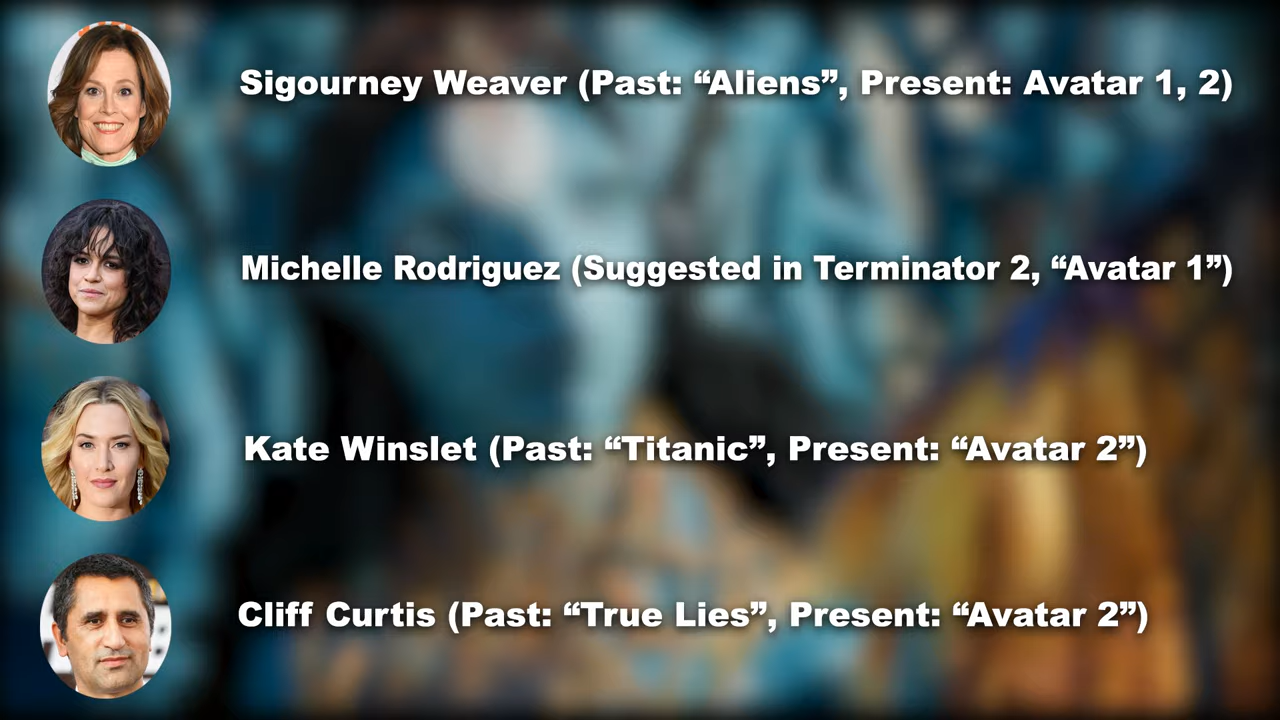 Sigourney Weaver (Past: “Aliens”, Present: Avatar 1, 2)
Michelle Rodriguez (Suggested in Terminator 2, “Avatar 1”)
Kate Winslet (Past: “Titanic”, Present: “Avatar 2”)
Cliff Curtis (Past: “True Lies”, Present: “Avatar 2”)